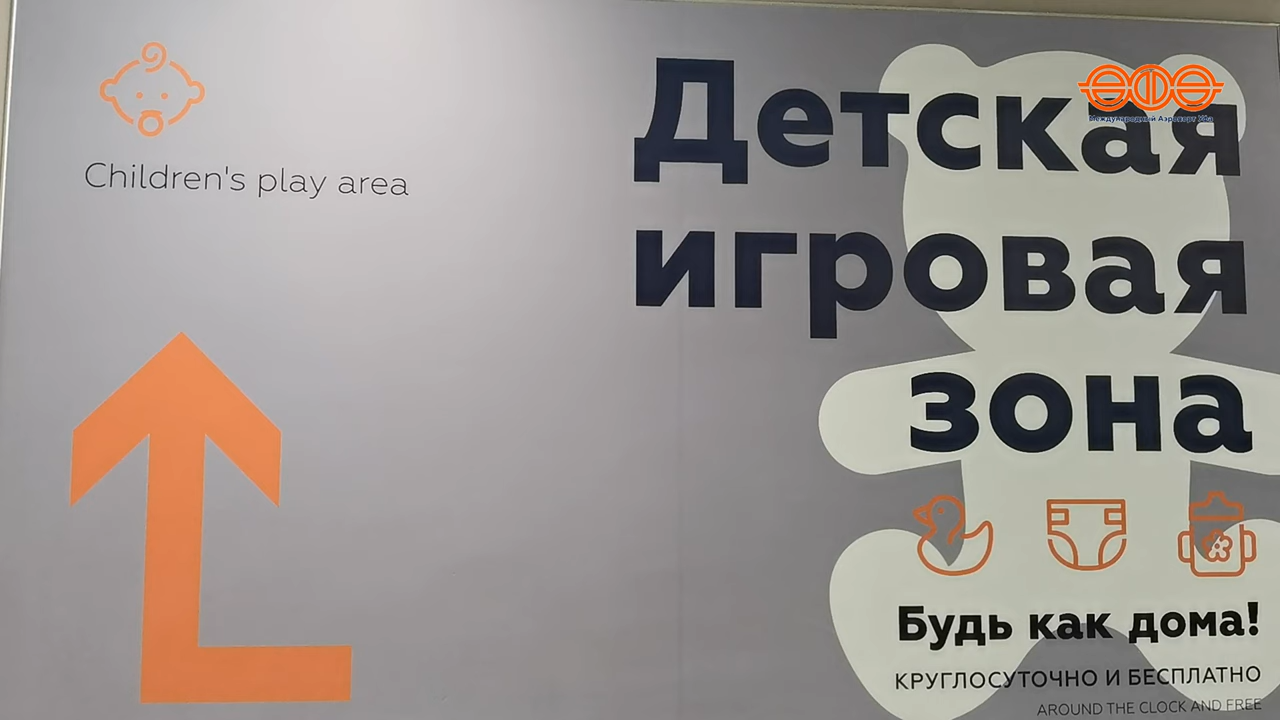 Children's play area
Международный Аэропорт Уфа
Детская
игровая
зона
Будь как дома!
КРУГЛОСУТОЧНО И БЕСПЛАТНО
AROUND THE CLOCK AND FREE